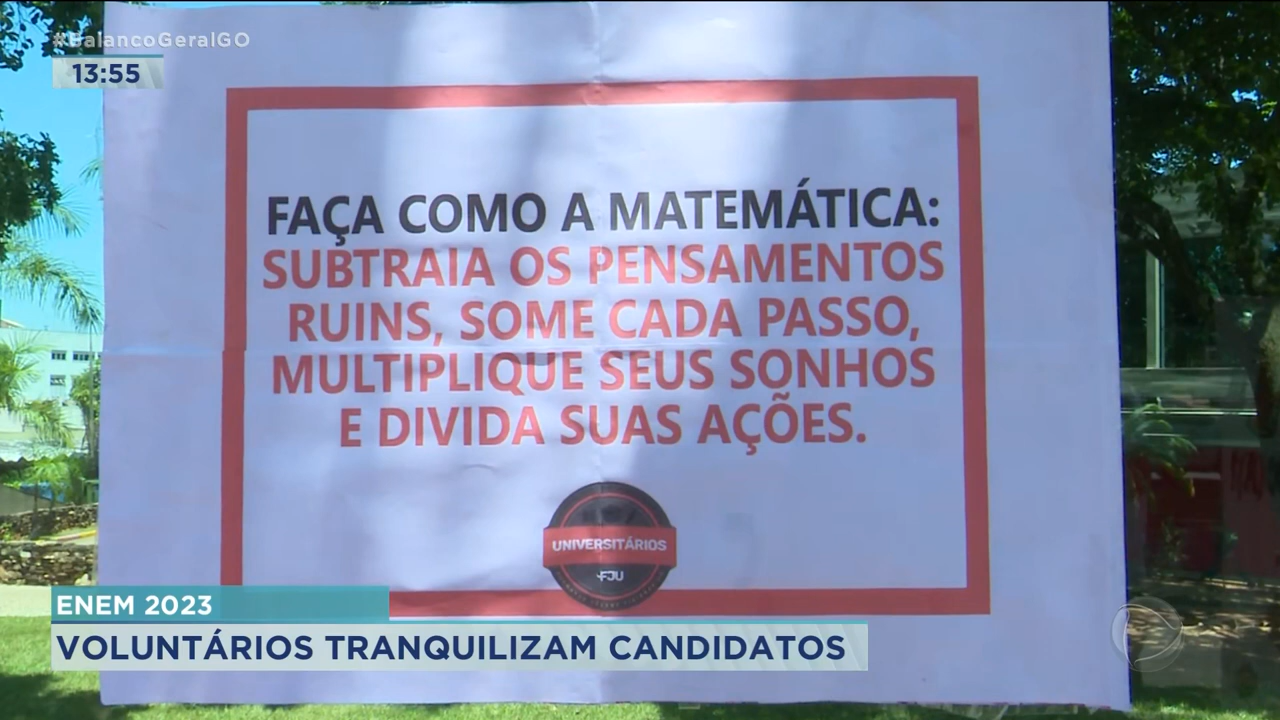 #BalancoGeralGO
13:55
FAÇA COMO A MATEMÁTICA:
SUBTRAIA OS PENSAMENTOS
RUINS, SOME CADA PASSO,
MULTIPLIQUE SEUS SONHOS
E DIVIDA SUAS AÇÕES.
UNIVERSITÁRIOS
FJU
ENEM 2023
VOLUNTÁRIOS TRANQUILIZAM CANDIDATOS